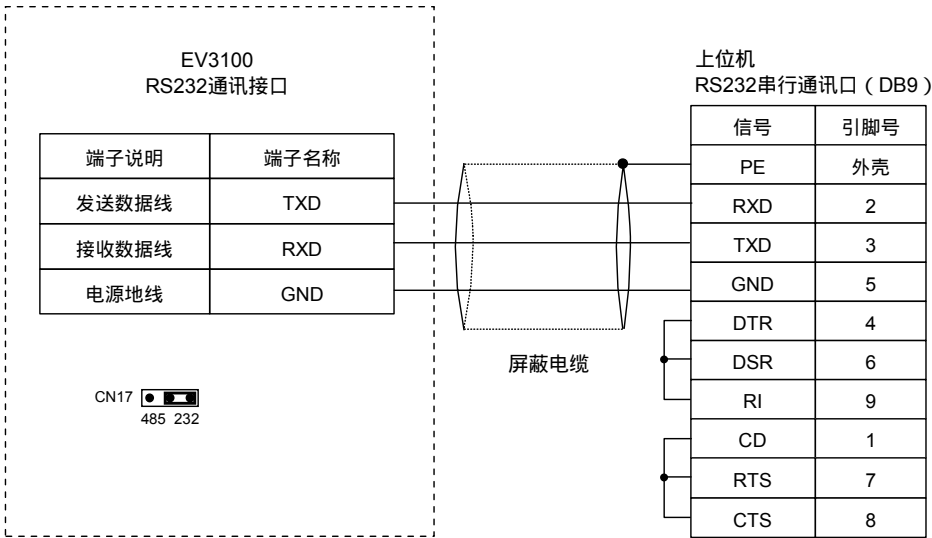 EV3100
RS232通讯接口
端子说明 端子名称
发送数据线 TXD
接收数据线 RXD
电源地线 GND
CN17
485 232
屏蔽电缆
上位机
RS232串行通讯口（DB9）
信号 引脚号
PE 外壳
RXD 2
TXD 3
GND 5
DTR 4
DSR 6
RI 9
CD 1
RTS 7
CTS 8